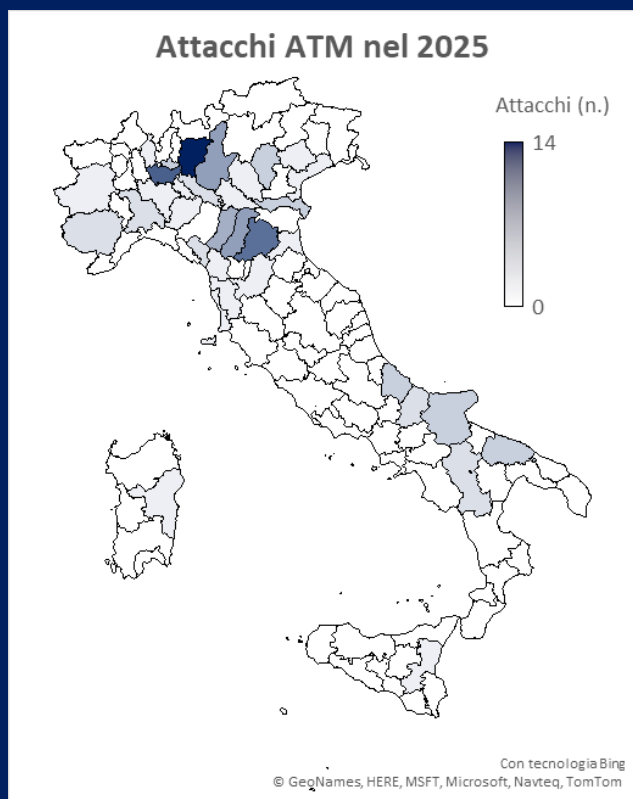 Attacchi ATM nel 2025
Attacchi (n.)
14
0
Con tecnologia Bing
© GeoNames, HERE, MSFT, Microsoft, Navteq, TomTom